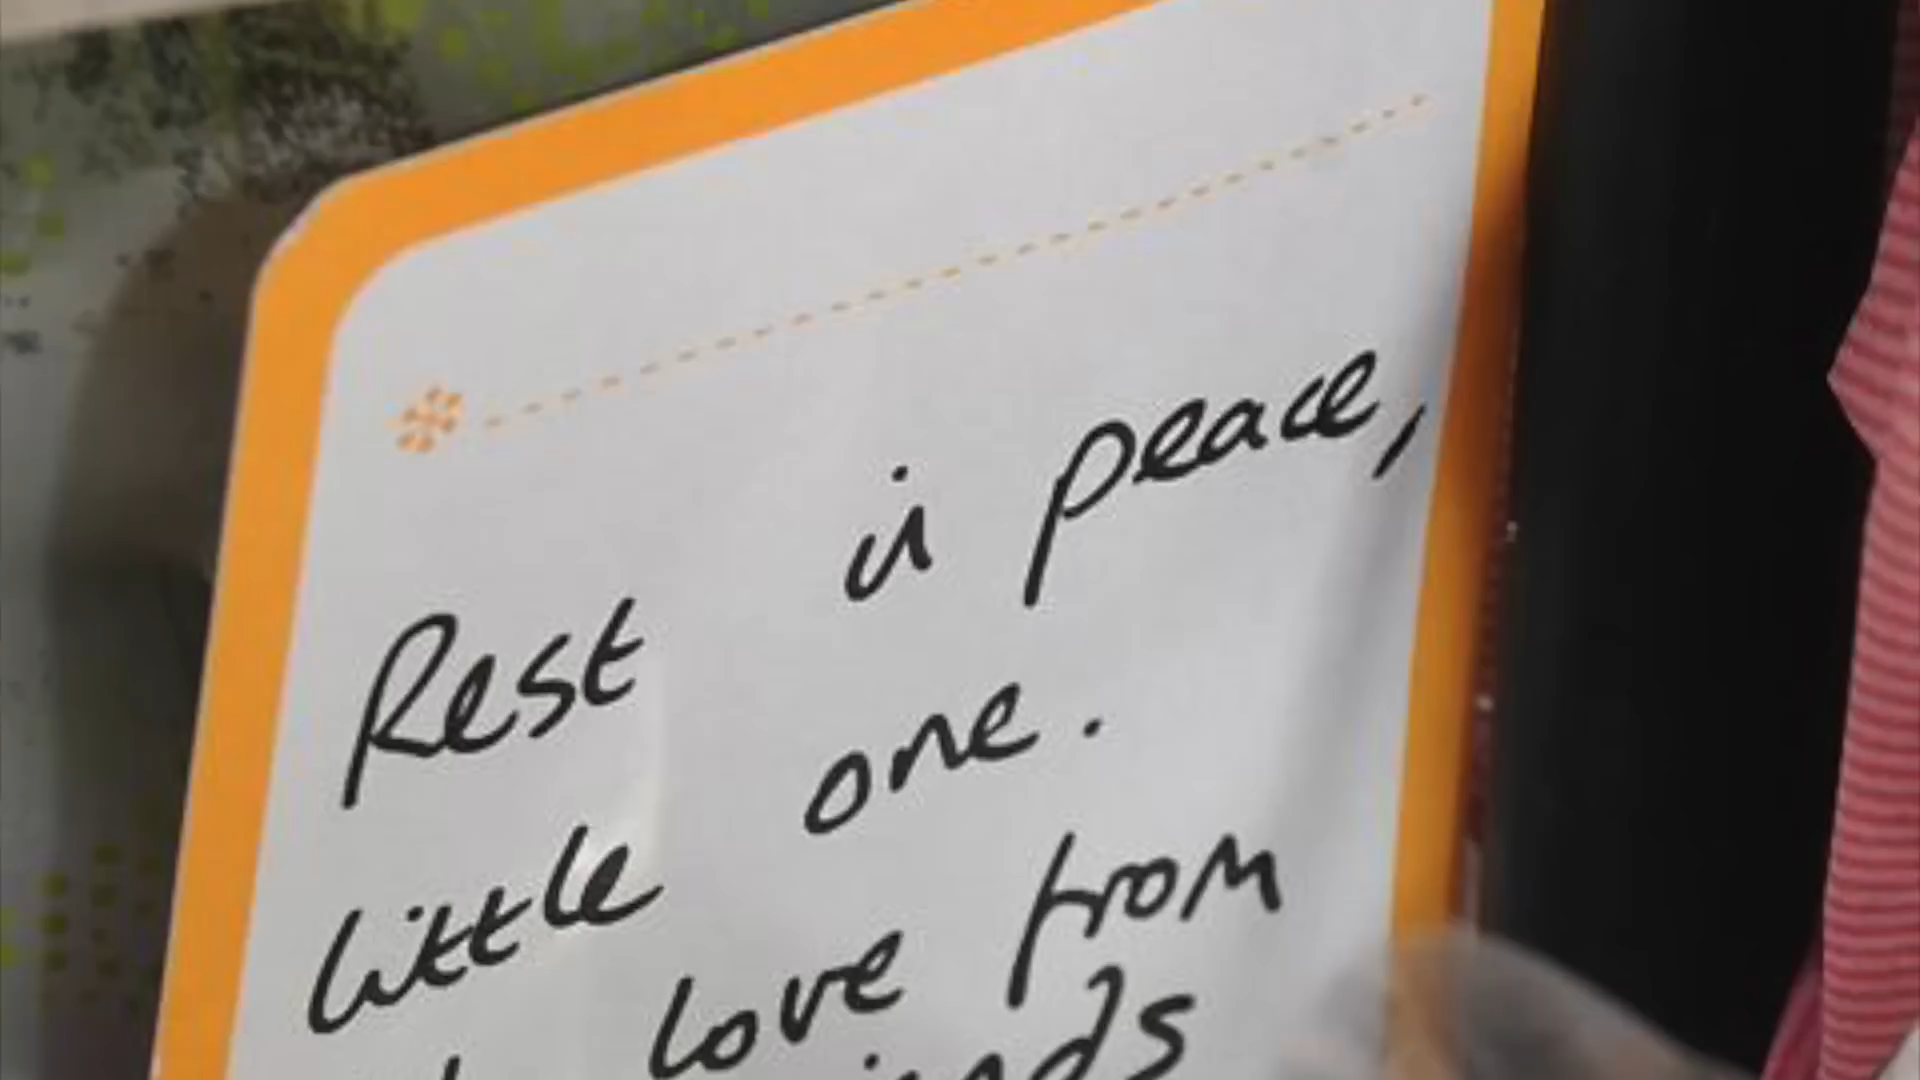 Rest in peace,
little one.
love from